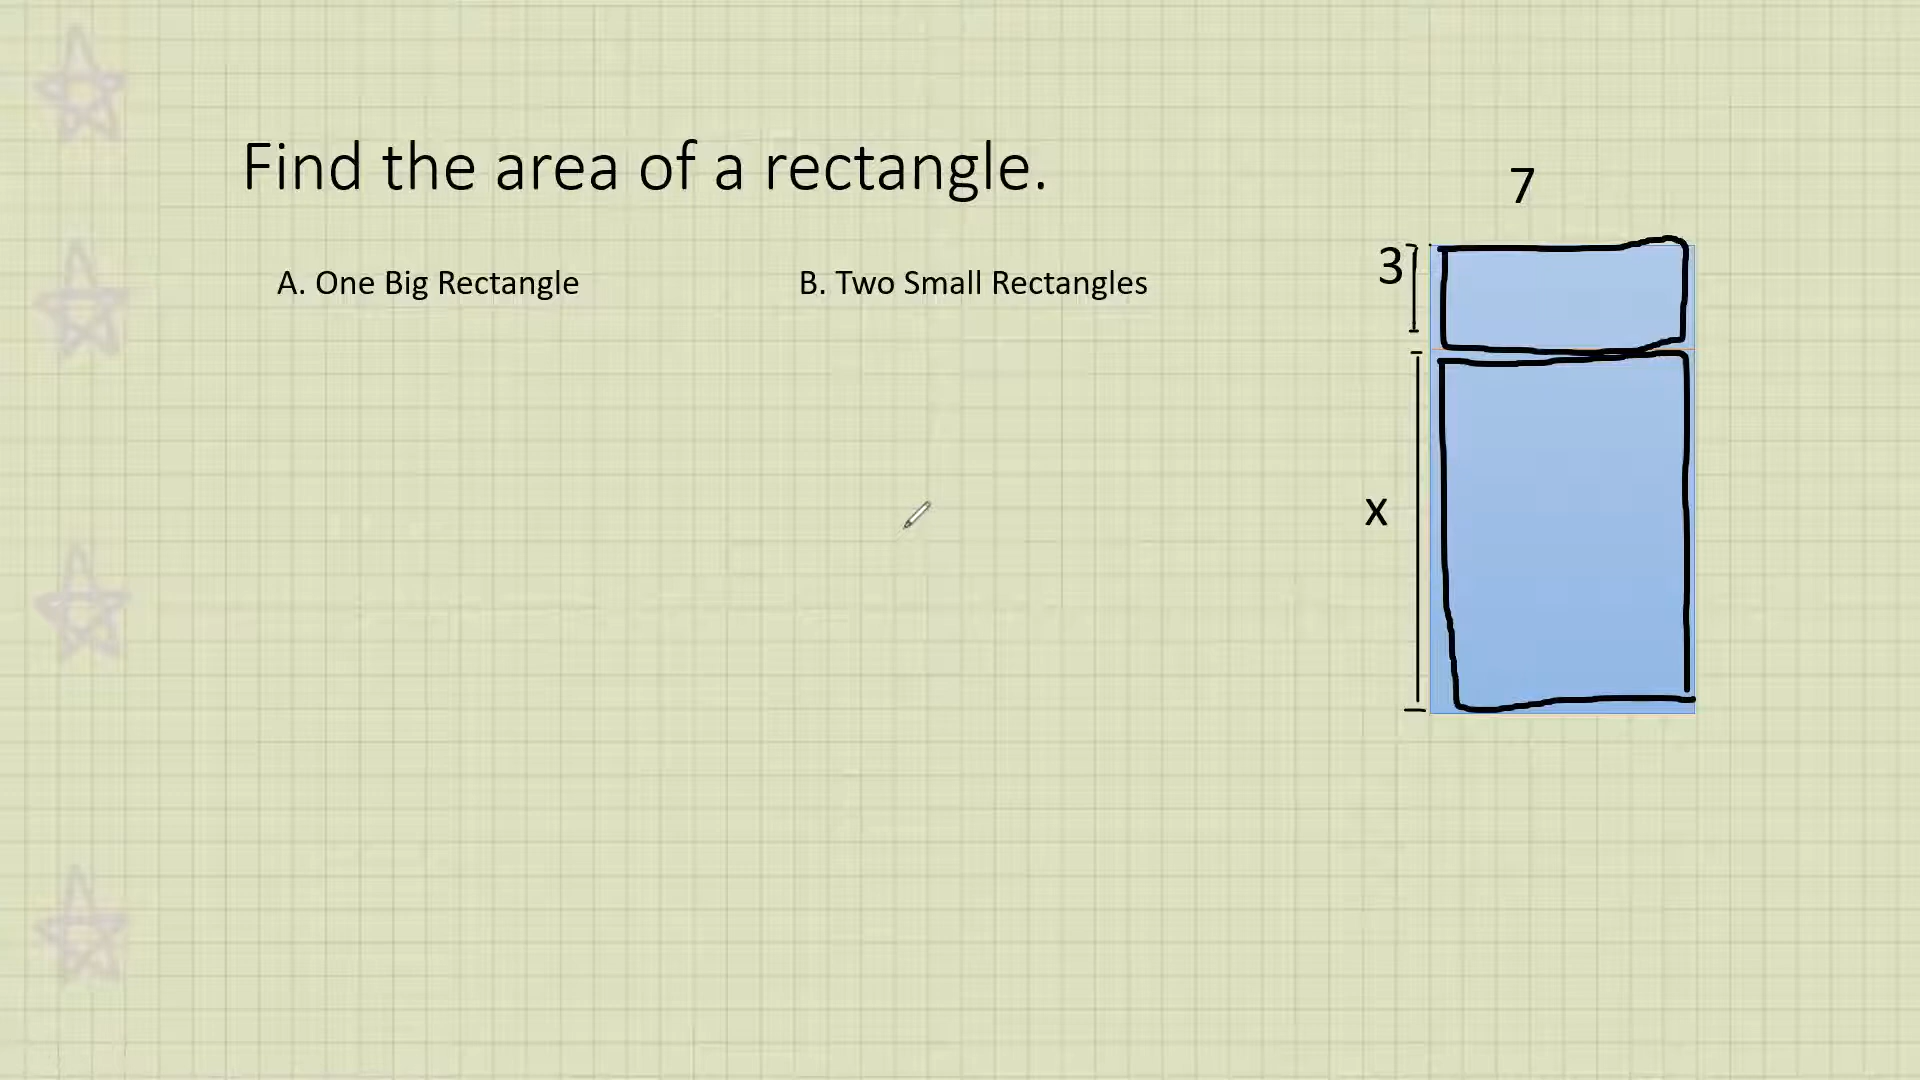 Find the area of a rectangle.
A. One Big Rectangle
B. Two Small Rectangles
7
3
x